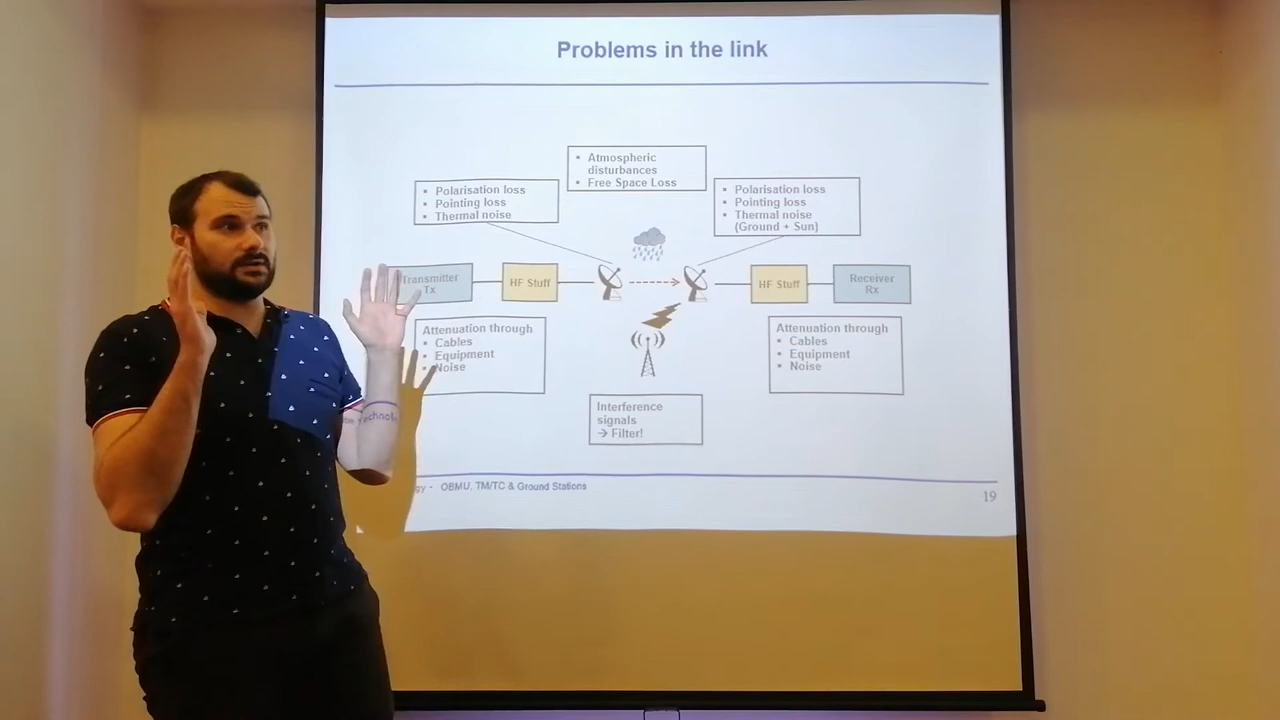 Problems in the link
▪ Atmospheric
disturbances
▪ Free Space Loss
▪ Polarisation loss
▪ Pointing loss
▪ Thermal noise
▪ Polarisation loss
▪ Pointing loss
▪ Thermal noise
(Ground + Sun)
Transmitter
Tx
HF Stuff
HF Stuff
Receiver
Rx
Attenuation through
▪ Cables
▪ Equipment
▪ Noise
Attenuation through
▪ Cables
▪ Equipment
▪ Noise
Interference
signals
→ Filter!
OBMU, TM/TC & Ground Stations
19